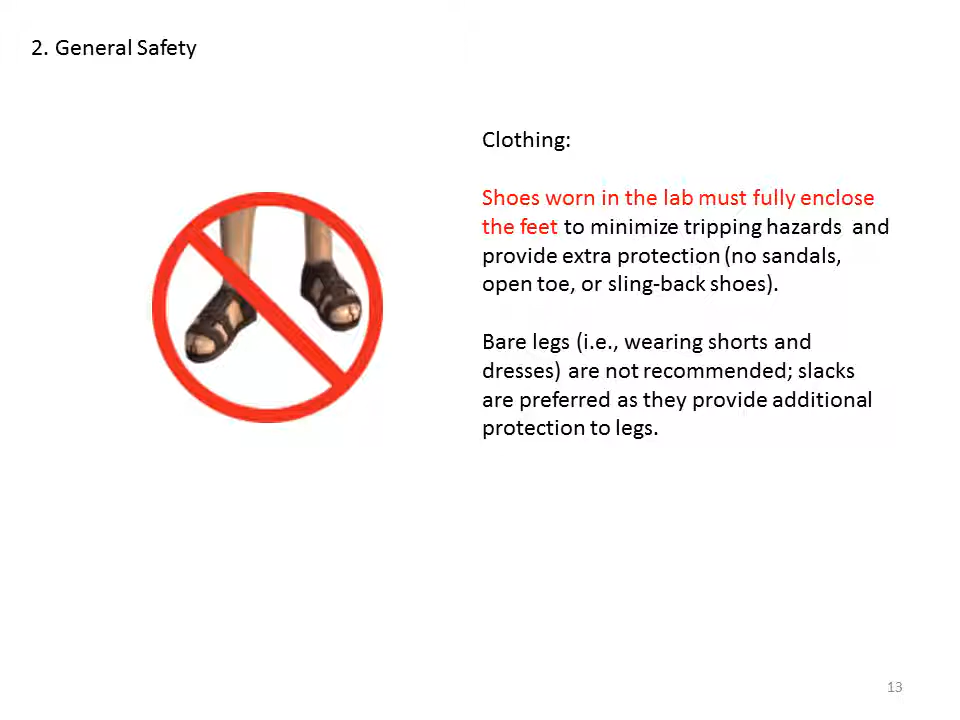 2. General Safety
Clothing:
Shoes worn in the lab must fully enclose
the feet to minimize tripping hazards  and
provide extra protection (no sandals,
open toe, or sling-back shoes).
Bare legs (i.e., wearing shorts and
dresses) are not recommended; slacks
are preferred as they provide additional
protection to legs.
13